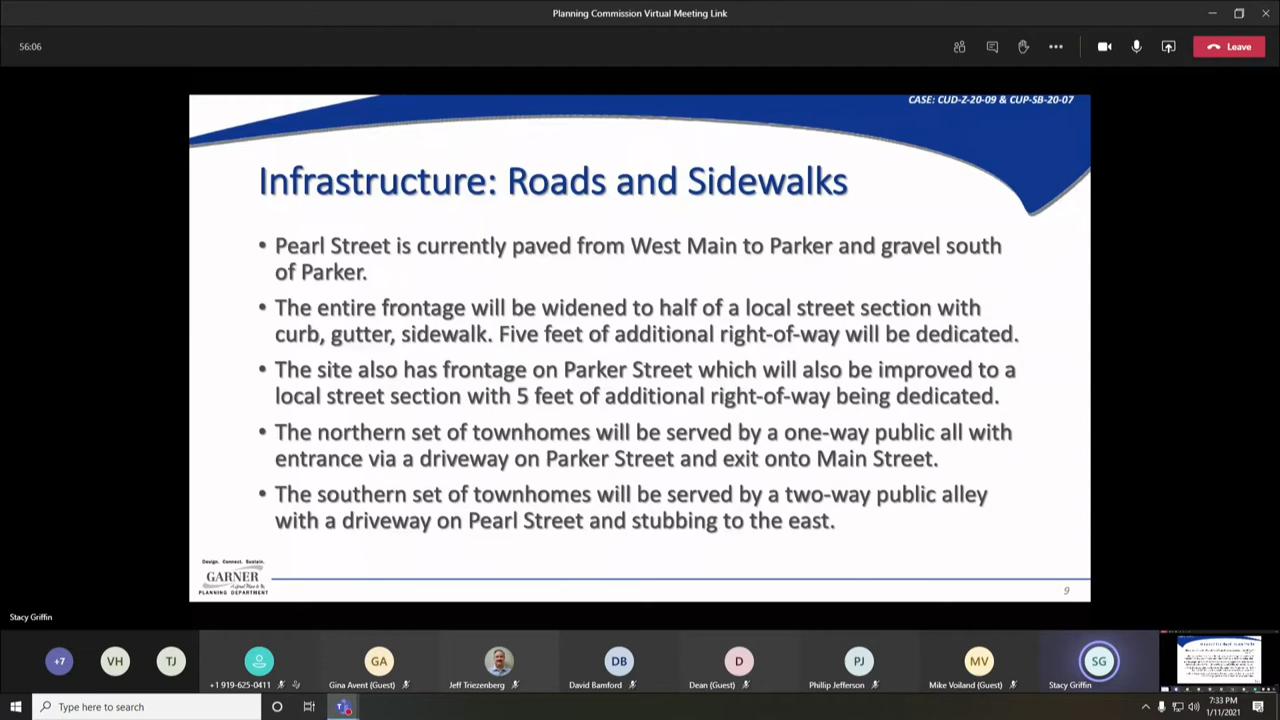 Planning Commission Virtual Meeting Link
56:06
Leave
CASE: CUD-Z-20-09 & CUP-SB-20-07
Infrastructure: Roads and Sidewalks
• Pearl Street is currently paved from West Main to Parker and gravel south
of Parker.
• The entire frontage will be widened to half of a local street section with
curb, gutter, sidewalk. Five feet of additional right-of-way will be dedicated.
• The site also has frontage on Parker Street which will also be improved to a
local street section with 5 feet of additional right-of-way being dedicated.
• The northern set of townhomes will be served by a one-way public all with
entrance via a driveway on Parker Street and exit onto Main Street.
• The southern set of townhomes will be served by a two-way public alley
with a driveway on Pearl Street and stubbing to the east.
Design. Connect. Sustain.
GARNER
PLANNING DEPARTMENT
9
Stacy Griffin
+7
VH
TJ
GA
DB
D
PJ
MV
SG
+1 919-625-0411
Gina Avent (Guest)
Jeff Triezenberg
David Bamford
Dean (Guest)
Phillip Jefferson
Mike Voiland (Guest)
Stacy Griffin
Type here to search
7:33 PM
1/11/2021